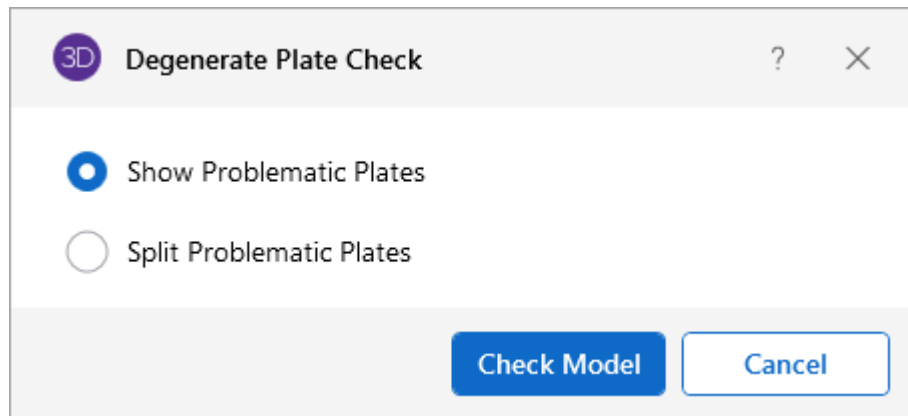 3D Degenerate Plate Check ?
Show Problematic Plates
Split Problematic Plates
Check Model Cancel